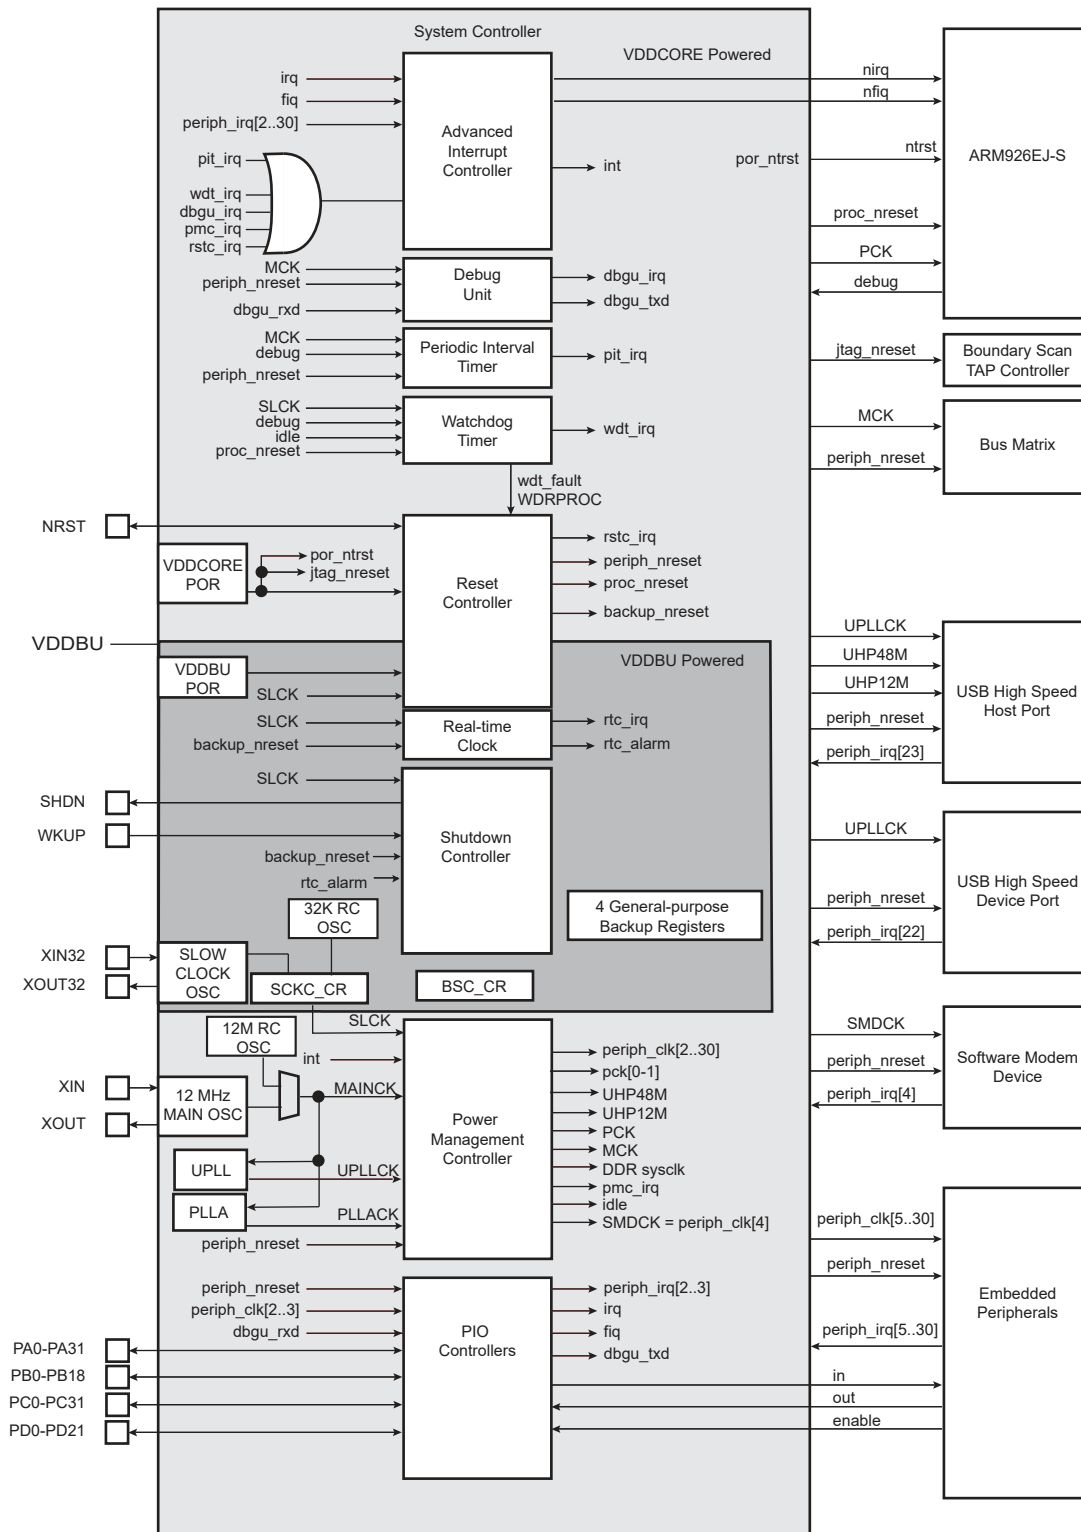 System Controller
VDDCORE Powered
irq
fiq
periph_irq[2..30]
pit_irq
wdt_irq
dbgu_irq
pmc_irq
rstc_irq
Advanced
Interrupt
Controller
int
nirq
nfiq
por_ntrst
ntrst
ARM926EJ-S
proc_nreset
PCK
debug
MCK
periph_nreset
dbgu_rxd
Debug
Unit
dbgu_irq
dbgu_txd
MCK
debug
periph_nreset
Periodic Interval
Timer
pit_irq
jtag_nreset
Boundary Scan
TAP Controller
SLCK
debug
idle
proc_nreset
Watchdog
Timer
wdt_irq
MCK
periph_nreset
Bus Matrix
wdt_fault
WDRPROC
NRST
VDDCORE
POR
por_ntrst
jtag_nreset
Reset
Controller
rstc_irq
periph_nreset
proc_nreset
backup_nreset
VDDBU
VDDBU Powered
VDDBU
POR
SLCK
UPLLCK
UHP48M
UHP12M
periph_nreset
periph_irq[23]
USB High Speed
Host Port
SLCK
backup_nreset
Real-time
Clock
rtc_irq
rtc_alarm
SLCK
SHDN
WKUP
backup_nreset
rtc_alarm
Shutdown
Controller
UPLLCK
periph_nreset
periph_irq[22]
USB High Speed
Device Port
4 General-purpose
Backup Registers
32K RC
OSC
XIN32
XOUT32
SLOW
CLOCK
OSC
SCKC_CR
BSC_CR
SLCK
12M RC
OSC
int
XIN
XOUT
12 MHz
MAIN OSC
MAINCK
UPLL
UPLLCK
PLLA
PLLACK
periph_nreset
Power
Management
Controller
periph_clk[2..30]
pck[0-1]
UHP48M
UHP12M
PCK
MCK
DDR sysclk
pmc_irq
idle
SMDCK = periph_clk[4]
SMDCK
periph_nreset
periph_irq[4]
Software Modem
Device
periph_nreset
periph_clk[2..3]
dbgu_rxd
PA0-PA31
PB0-PB18
PC0-PC31
PD0-PD21
PIO
Controllers
periph_irq[2..3]
irq
fiq
dbgu_txd
periph_clk[5..30]
periph_nreset
periph_irq[5..30]
in
out
enable
Embedded
Peripherals